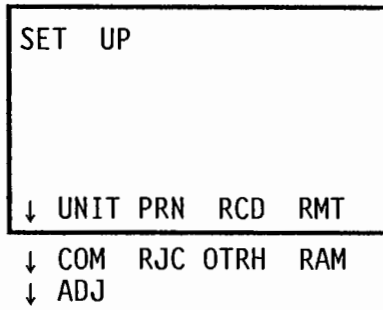 SET UP
↓ UNIT PRN RCD RMT
↓ COM RJC OTRH RAM
↓ ADJ